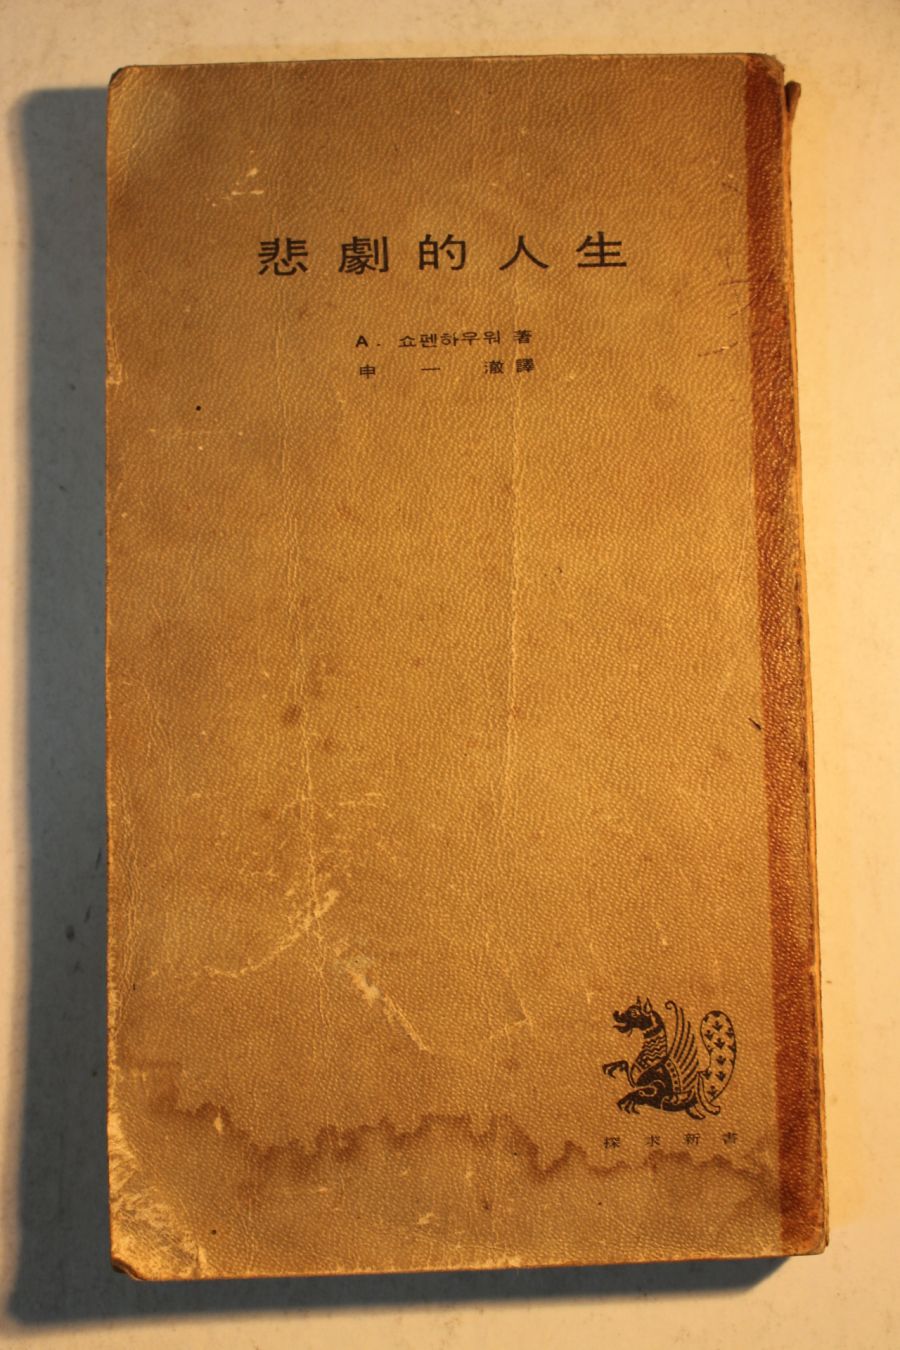 悲劇的人生
A. 쇼펜하우워 著
申一澈 譯
探求新書